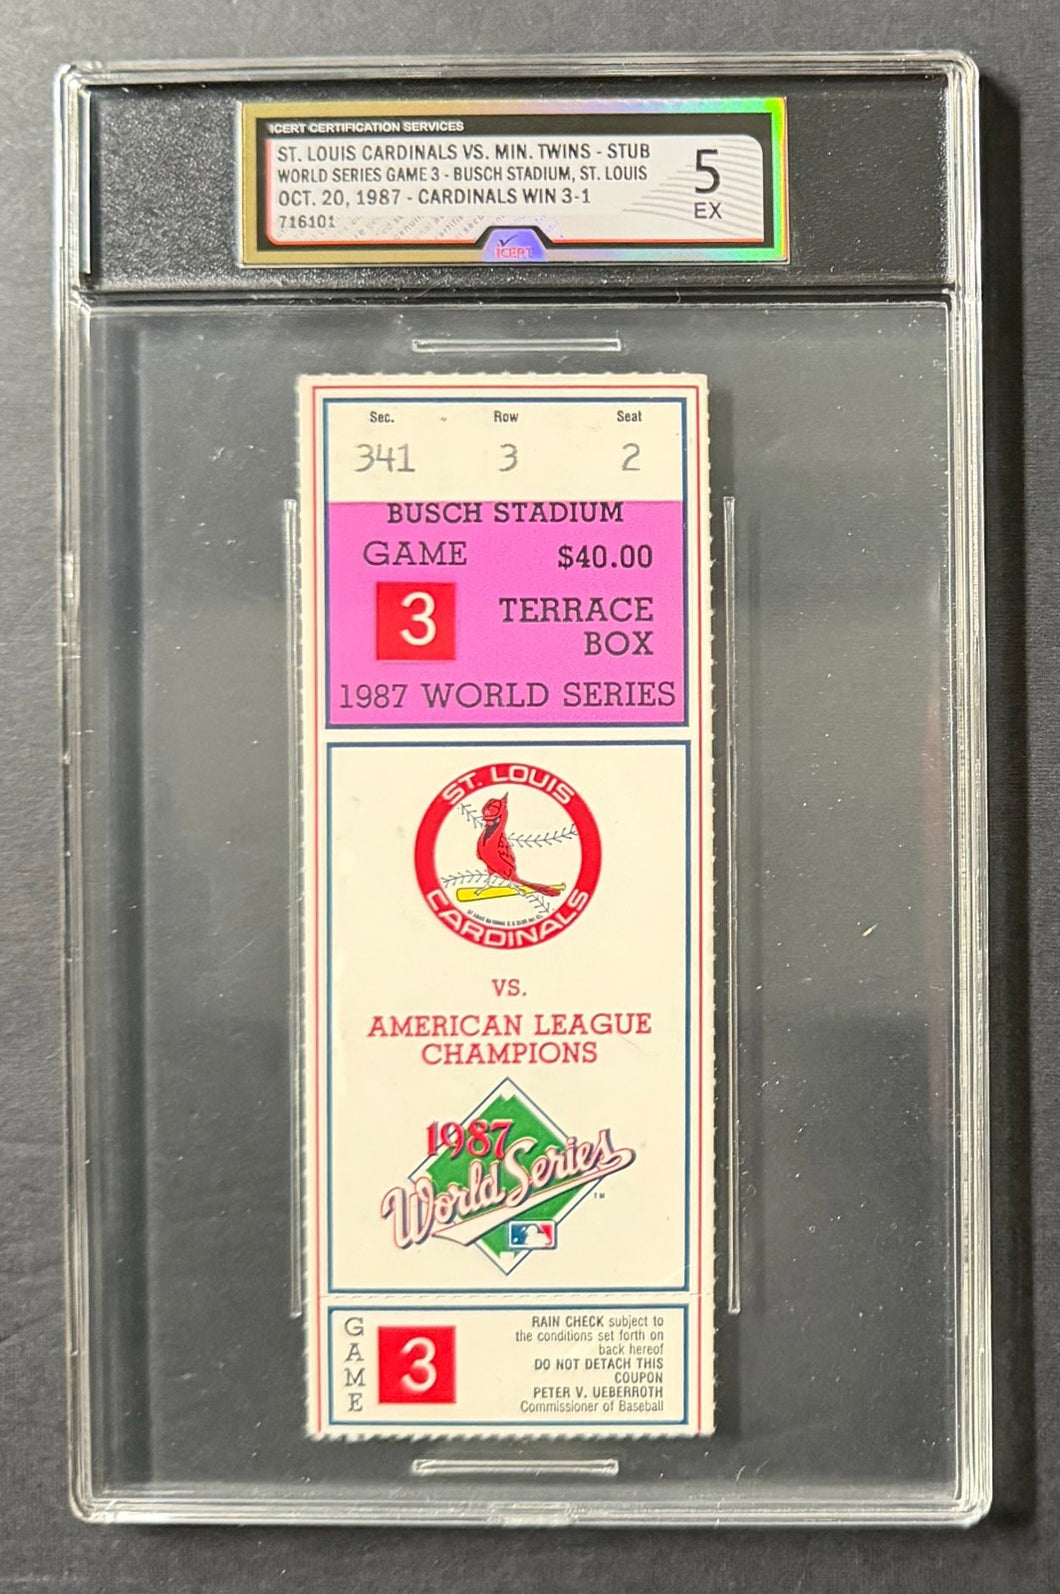 ICERT CERTIFICATION SERVICES
ST. LOUIS CARDINALS VS. MIN. TWINS - STUB
WORLD SERIES GAME 3 - BUSCH STADIUM, ST. LOUIS
OCT. 20, 1987 - CARDINALS WIN 3-1
716101
5
EX
ICERT
Sec. Row Seat
341 3 2
BUSCH STADIUM
GAME $40.00
3 TERRACE
BOX
1987 WORLD SERIES
ST. LOUIS
CARDINALS
VS.
AMERICAN LEAGUE
CHAMPIONS
1987
World Series
TM
GAME
3
RAIN CHECK subject to
the conditions set forth on
back hereof
DO NOT DETACH THIS
COUPON
PETER V. UEBERROTH
Commissioner of Baseball